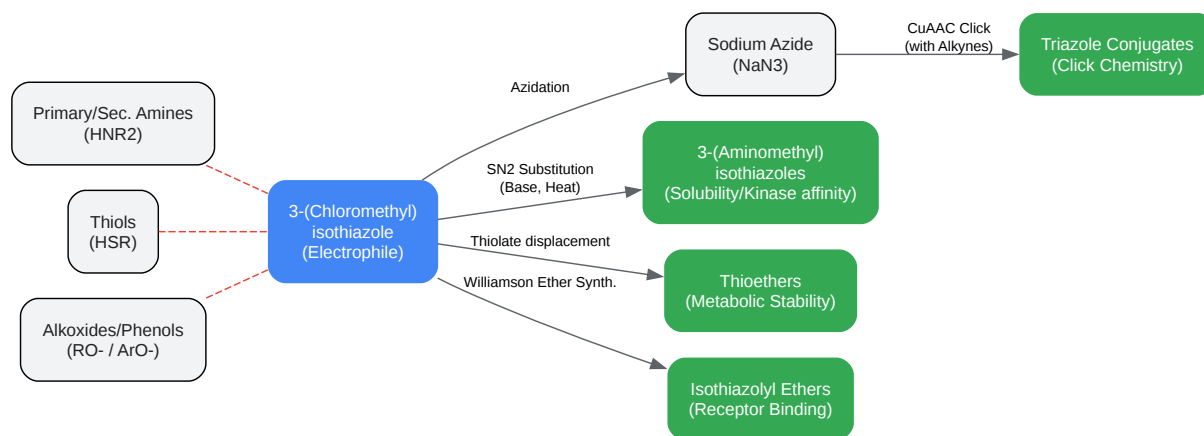 Primary/Sec. Amines
(HNR2)
Thiols
(HSR)
Alkoxides/Phenols
(RO- / ArO-)
3-(Chloromethyl)
isothiazole
(Electrophile)
Azidation
SN2 Substitution
(Base, Heat)
Thiolate displacement
Williamson Ether Synth.
Sodium Azide
(NaN3)
CuAAC Click
(with Alkynes)
Triazole Conjugates
(Click Chemistry)
3-(Aminomethyl)
isothiazoles
(Solubility/Kinase affinity)
Thioethers
(Metabolic Stability)
Isothiazolyl Ethers
(Receptor Binding)